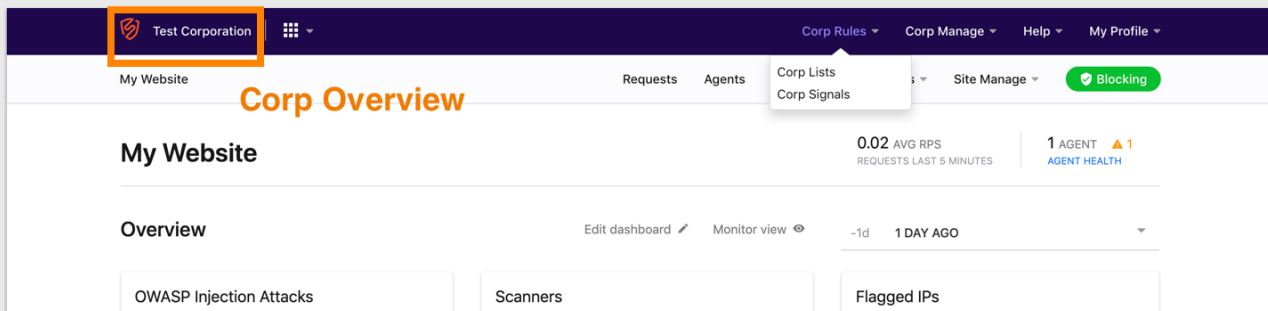 Test Corporation
Corp Rules Corp Manage Help My Profile
My Website Requests Agents Corp Lists Site Manage Blocking
Corp Signals
Corp Overview
My Website
0.02 AVG RPS 1 AGENT 1
REQUESTS LAST 5 MINUTES AGENT HEALTH
Overview Edit dashboard Monitor view -1d 1 DAY AGO
OWASP Injection Attacks Scanners Flagged IPs